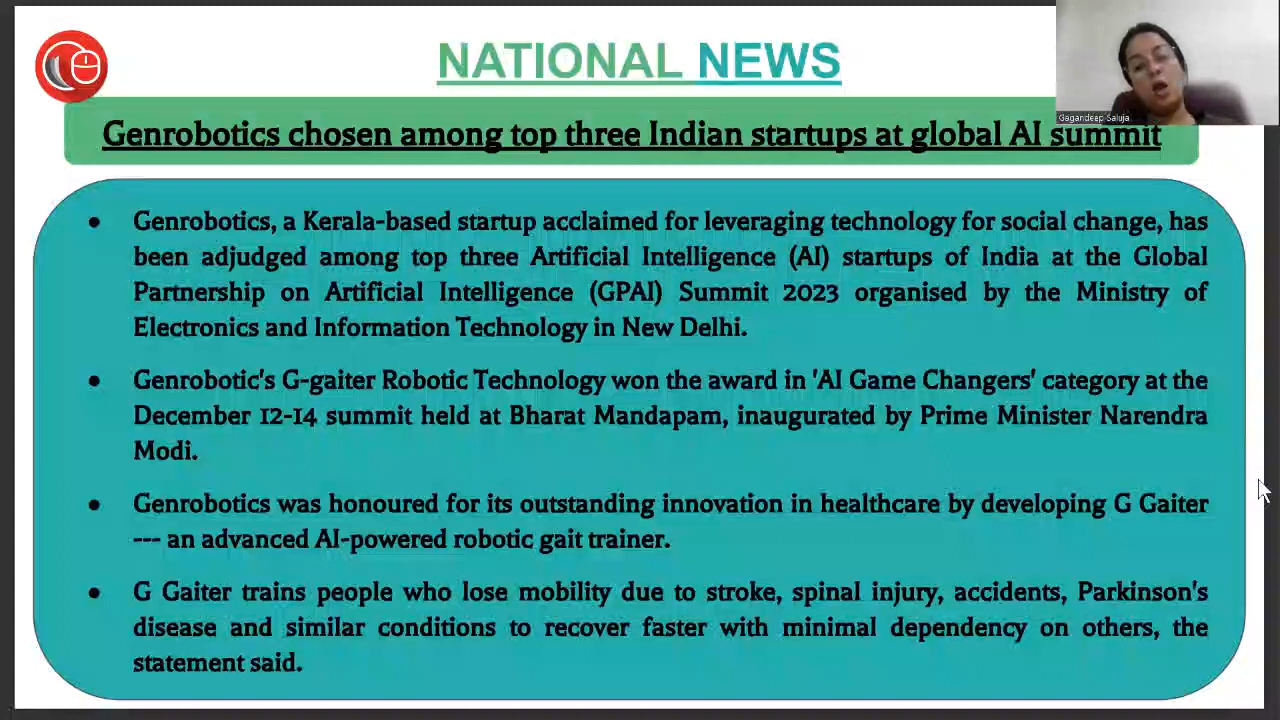 NATIONAL NEWS
Gagandeep Saluja
Genrobotics chosen among top three Indian startups at global AI summit
● Genrobotics, a Kerala-based startup acclaimed for leveraging technology for social change, has
been adjudged among top three Artificial Intelligence (AI) startups of India at the Global
Partnership on Artificial Intelligence (GPAI) Summit 2023 organised by the Ministry of
Electronics and Information Technology in New Delhi.
● Genrobotic's G-gaiter Robotic Technology won the award in 'AI Game Changers' category at the
December 12-14 summit held at Bharat Mandapam, inaugurated by Prime Minister Narendra
Modi.
● Genrobotics was honoured for its outstanding innovation in healthcare by developing G Gaiter
--- an advanced AI-powered robotic gait trainer.
● G Gaiter trains people who lose mobility due to stroke, spinal injury, accidents, Parkinson's
disease and similar conditions to recover faster with minimal dependency on others, the
statement said.